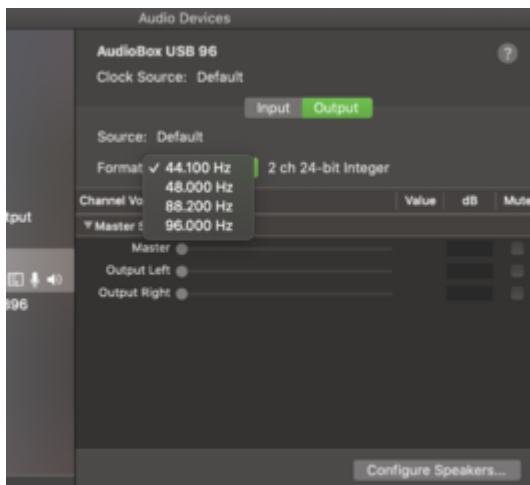 Audio Devices
AudioBox USB 96
?
Clock Source: Default
Input Output
Source: Default
Format ✓ 44.100 Hz 2 ch 24-bit Integer
48.000 Hz
88.200 Hz
96.000 Hz
Channel Vo Value dB Mute
Master S
tput
Master
Output Left
Output Right
B96
Configure Speakers...